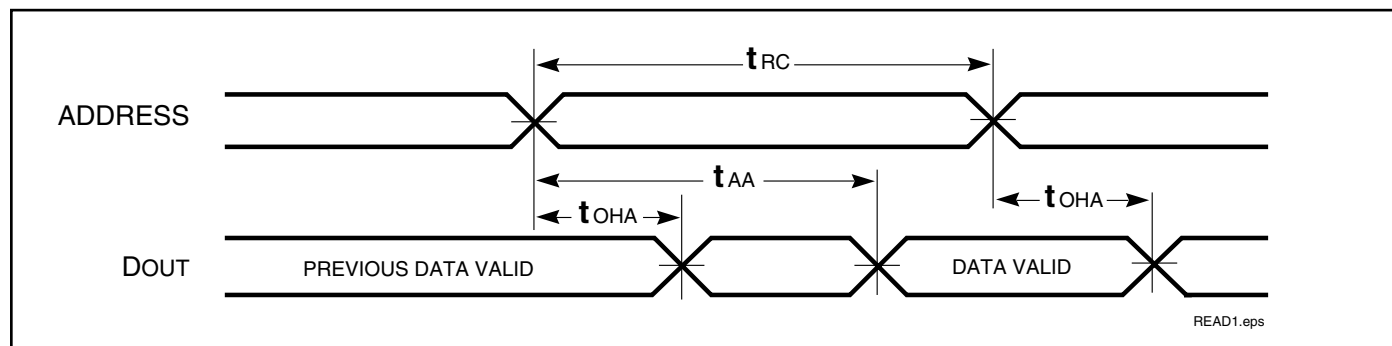 tRC
ADDRESS
tAA
tOHA
tOHA
DOUT
PREVIOUS DATA VALID
DATA VALID
READ1.eps